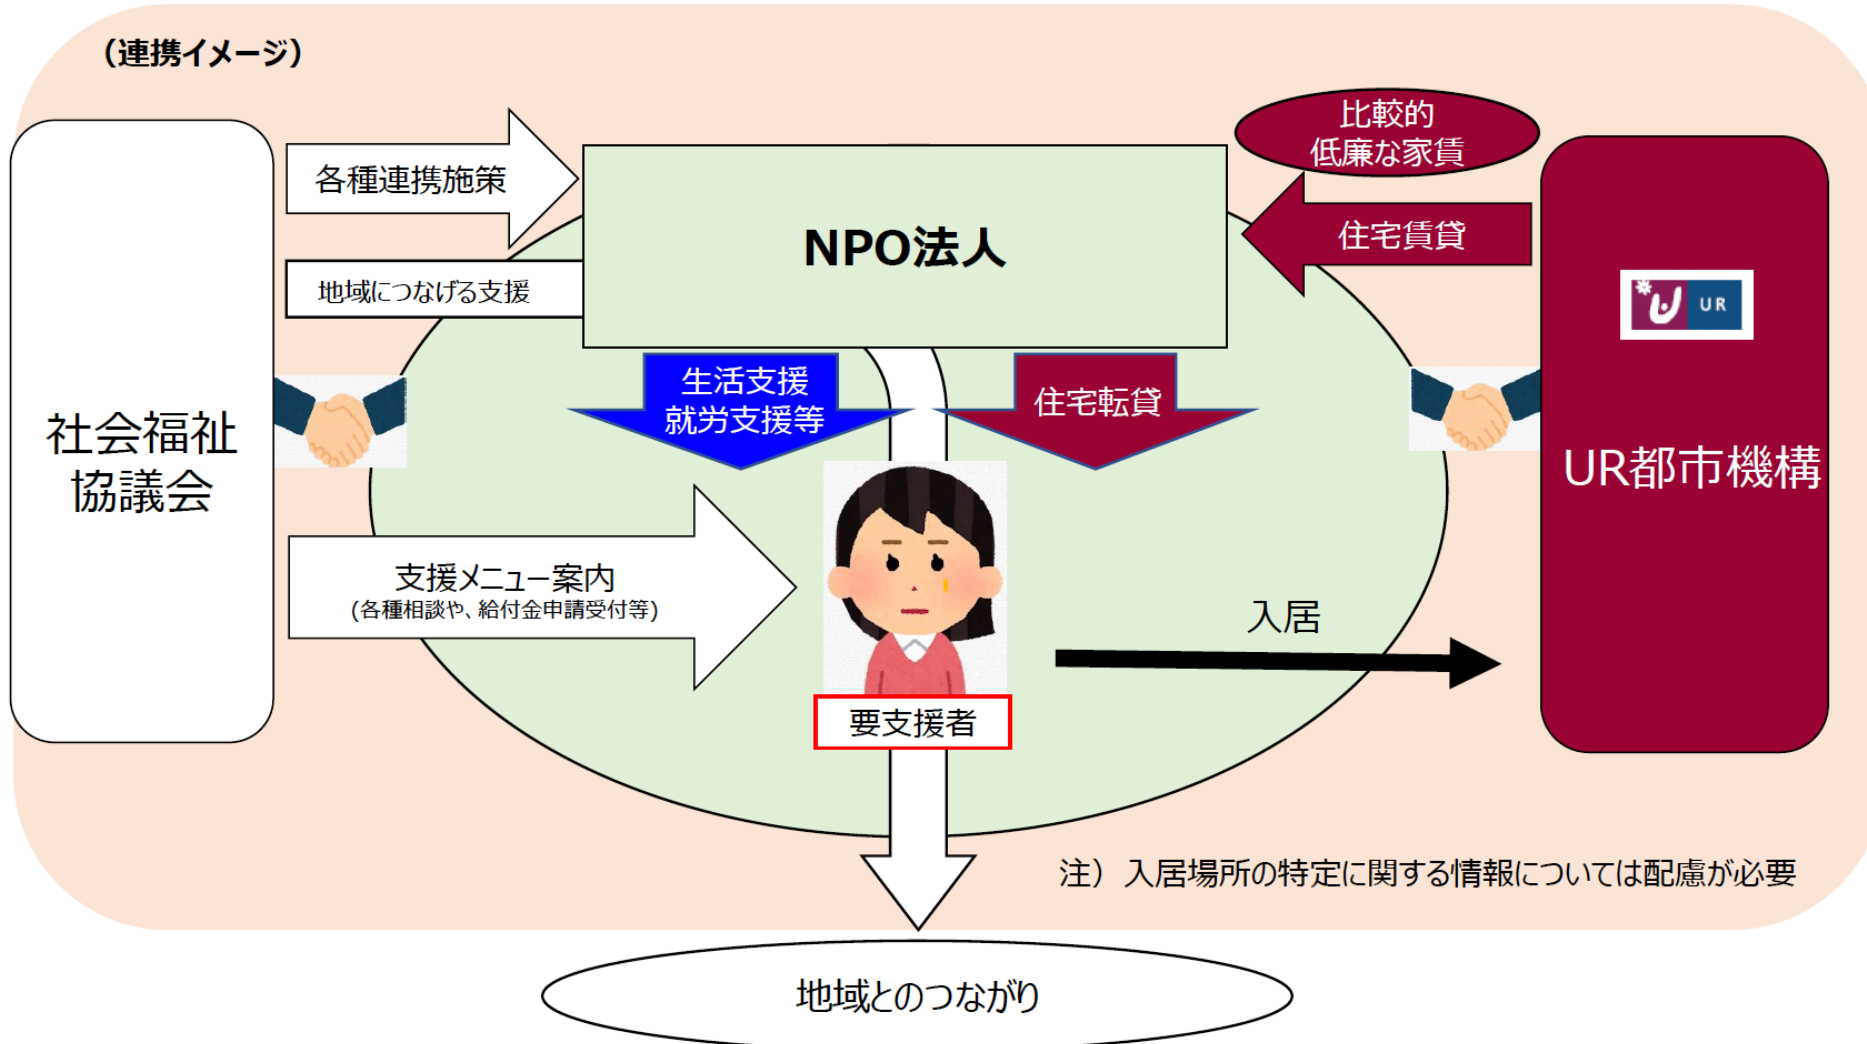 （連携イメージ）
各種連携施策
比較的
低廉な家賃
NPO法人
住宅賃貸
地域につなげる支援
UR
生活支援
就労支援等
住宅転貸
社会福祉
協議会
UR都市機構
支援メニュー案内
(各種相談や、給付金申請受付等)
入居
要支援者
注）入居場所の特定に関する情報については配慮が必要
地域とのつながり